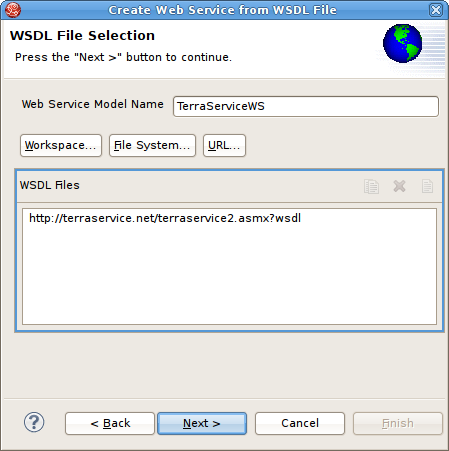 Create Web Service from WSDL File
WSDL File Selection
Press the "Next >" button to continue.
Web Service Model Name TerraServiceWS
Workspace... File System... URL...
WSDL Files
http://terraservice.net/terraservice2.asmx?wsdl
? < Back Next > Cancel Finish